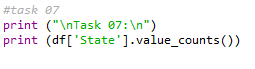 #task 07
print ("\nTask 07:\n")
print (df['State'].value_counts())